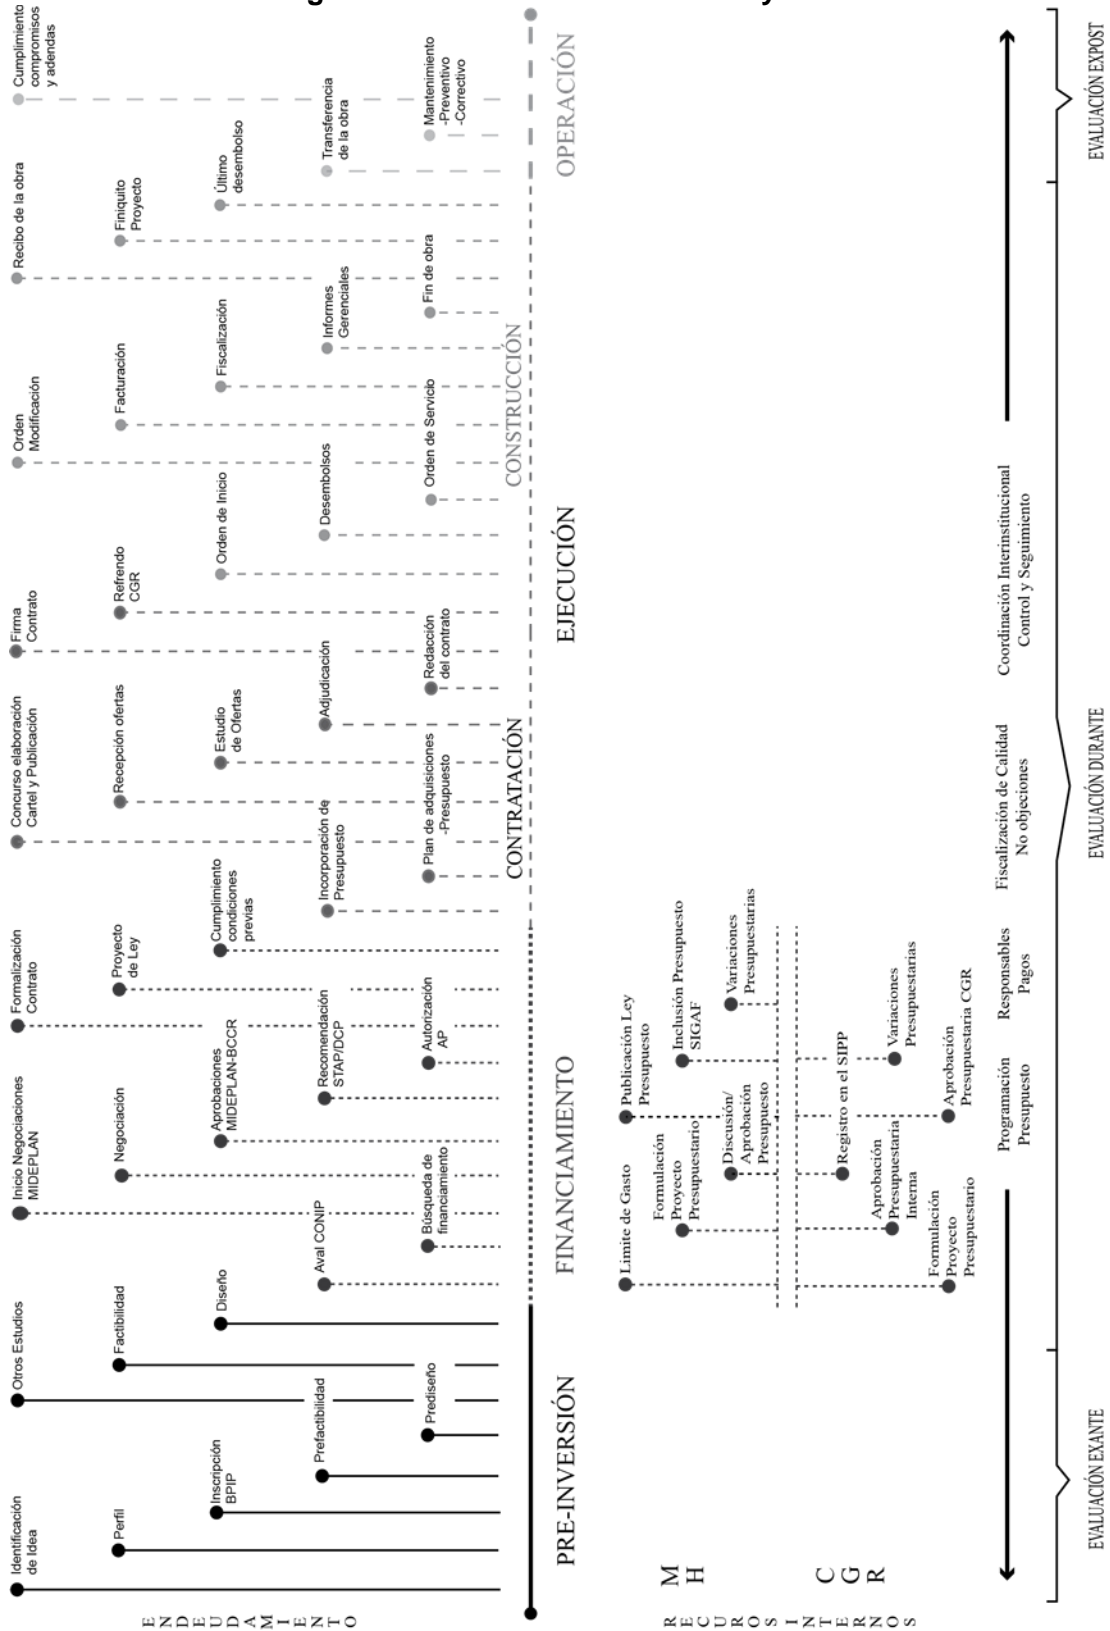 Identificación
de Idea
Otros Estudios
Inicio Negociaciones
MIDEPLAN
Formalización
Contrato
Concurso elaboración
Cartel y Publicación
Firma
Contrato
Orden
Modificación
Recibo de la obra
Cumplimiento
compromisos
y adendas
Perfil
Factibilidad
Negociación
Proyecto
de Ley
Recepción ofertas
Refrendo
CGR
Facturación
Finiquito
Proyecto
Inscripción
BPIP
Diseño
Aprobaciones
MIDEPLAN-BCCR
Cumplimiento
condiciones
previas
Estudio
de Ofertas
Orden de Inicio
Fiscalización
Último
desembolso
Prefactibilidad
Aval CONIP
Recomendación
STAP/DCP
Incorporación de
Presupuesto
Adjudicación
Desembolsos
Informes
Gerenciales
Transferencia
de la obra
Prediseño
Búsqueda de
financiamiento
Autorización
AP
Plan de adquisiciones
-Presupuesto
Redacción
del contrato
Orden de Servicio
Fin de obra
Mantenimiento
-Preventivo
-Correctivo
E
N
D
E
U
D
A
M
I
E
N
T
O
CONTRATACIÓN
CONSTRUCCIÓN
PRE-INVERSIÓN
FINANCIAMIENTO
EJECUCIÓN
OPERACIÓN
R
E
C
U
R
O
S
I
N
T
E
R
N
O
S
M
H
Limite de Gasto
Publicación Ley
Presupuesto
Formulación
Proyecto
Presupuestario
Inclusión Presupuesto
SIGAF
Discusión/
Aprobación
Presupuesto
Variaciones
Presupuestarias
C
G
R
Registro en el SIPP
Aprobación
Presupuestaria
Interna
Variaciones
Presupuestarias
Formulación
Proyecto
Presupuestario
Aprobación
Presupuestaria CGR
Programación
Presupuesto
Responsables
Pagos
Fiscalización de Calidad
No objeciones
Coordinación Interinstitucional
Control y Seguimiento
EVALUACIÓN EXANTE
EVALUACIÓN DURANTE
EVALUACIÓN EXPOST